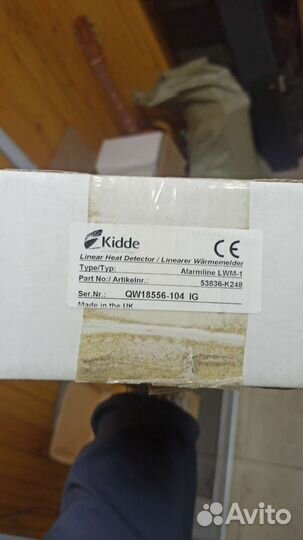 Kidde
CE
Linear Heat Detector / Linearer Wärmemelder
Type/Typ: Alarmline LWM-1
Part No./ Artikelnr.: 53836-K248
Ser.Nr.: QW18556-104 IG
Made in the UK
Avito